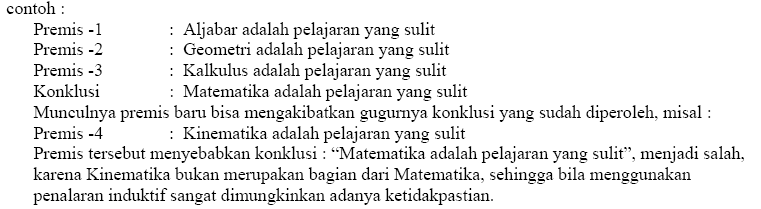 contoh :
Premis -1 : Aljabar adalah pelajaran yang sulit
Premis -2 : Geometri adalah pelajaran yang sulit
Premis -3 : Kalkulus adalah pelajaran yang sulit
Konklusi : Matematika adalah pelajaran yang sulit
Munculnya premis baru bisa mengakibatkan gugurnya konklusi yang sudah diperoleh, misal :
Premis -4 : Kinematika adalah pelajaran yang sulit
Premis tersebut menyebabkan konklusi : “Matematika adalah pelajaran yang sulit”, menjadi salah,
karena Kinematika bukan merupakan bagian dari Matematika, sehingga bila menggunakan
penalaran induktif sangat dimungkinkan adanya ketidakpastian.